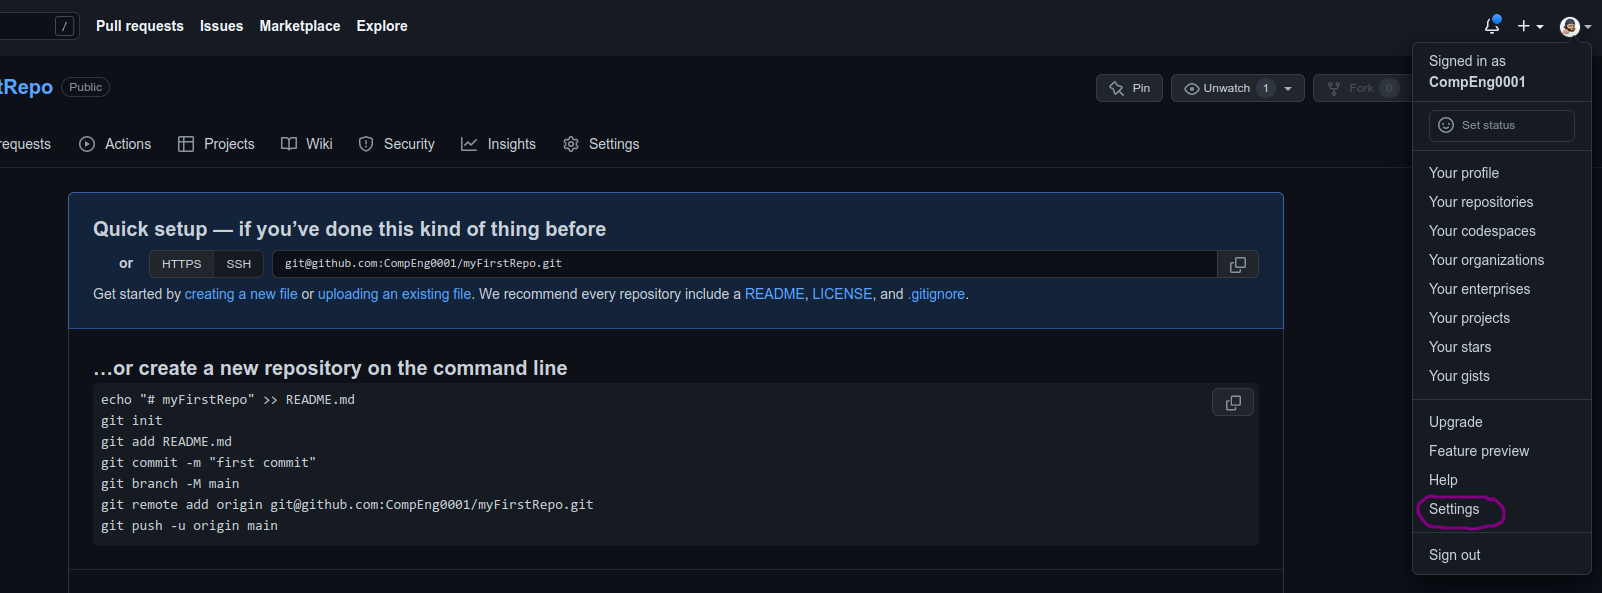 / Pull requests Issues Marketplace Explore
tRepo Public
Pin Unwatch 1 Fork 0
requests Actions Projects Wiki Security Insights Settings
Quick setup — if you’ve done this kind of thing before
or HTTPS SSH git@github.com:CompEng0001/myFirstRepo.git
Get started by creating a new file or uploading an existing file. We recommend every repository include a README, LICENSE, and .gitignore.
…or create a new repository on the command line
echo "# myFirstRepo" >> README.md
git init
git add README.md
git commit -m "first commit"
git branch -M main
git remote add origin git@github.com:CompEng0001/myFirstRepo.git
git push -u origin main
Signed in as
CompEng0001
Set status
Your profile
Your repositories
Your codespaces
Your organizations
Your enterprises
Your projects
Your stars
Your gists
Upgrade
Feature preview
Help
Settings
Sign out